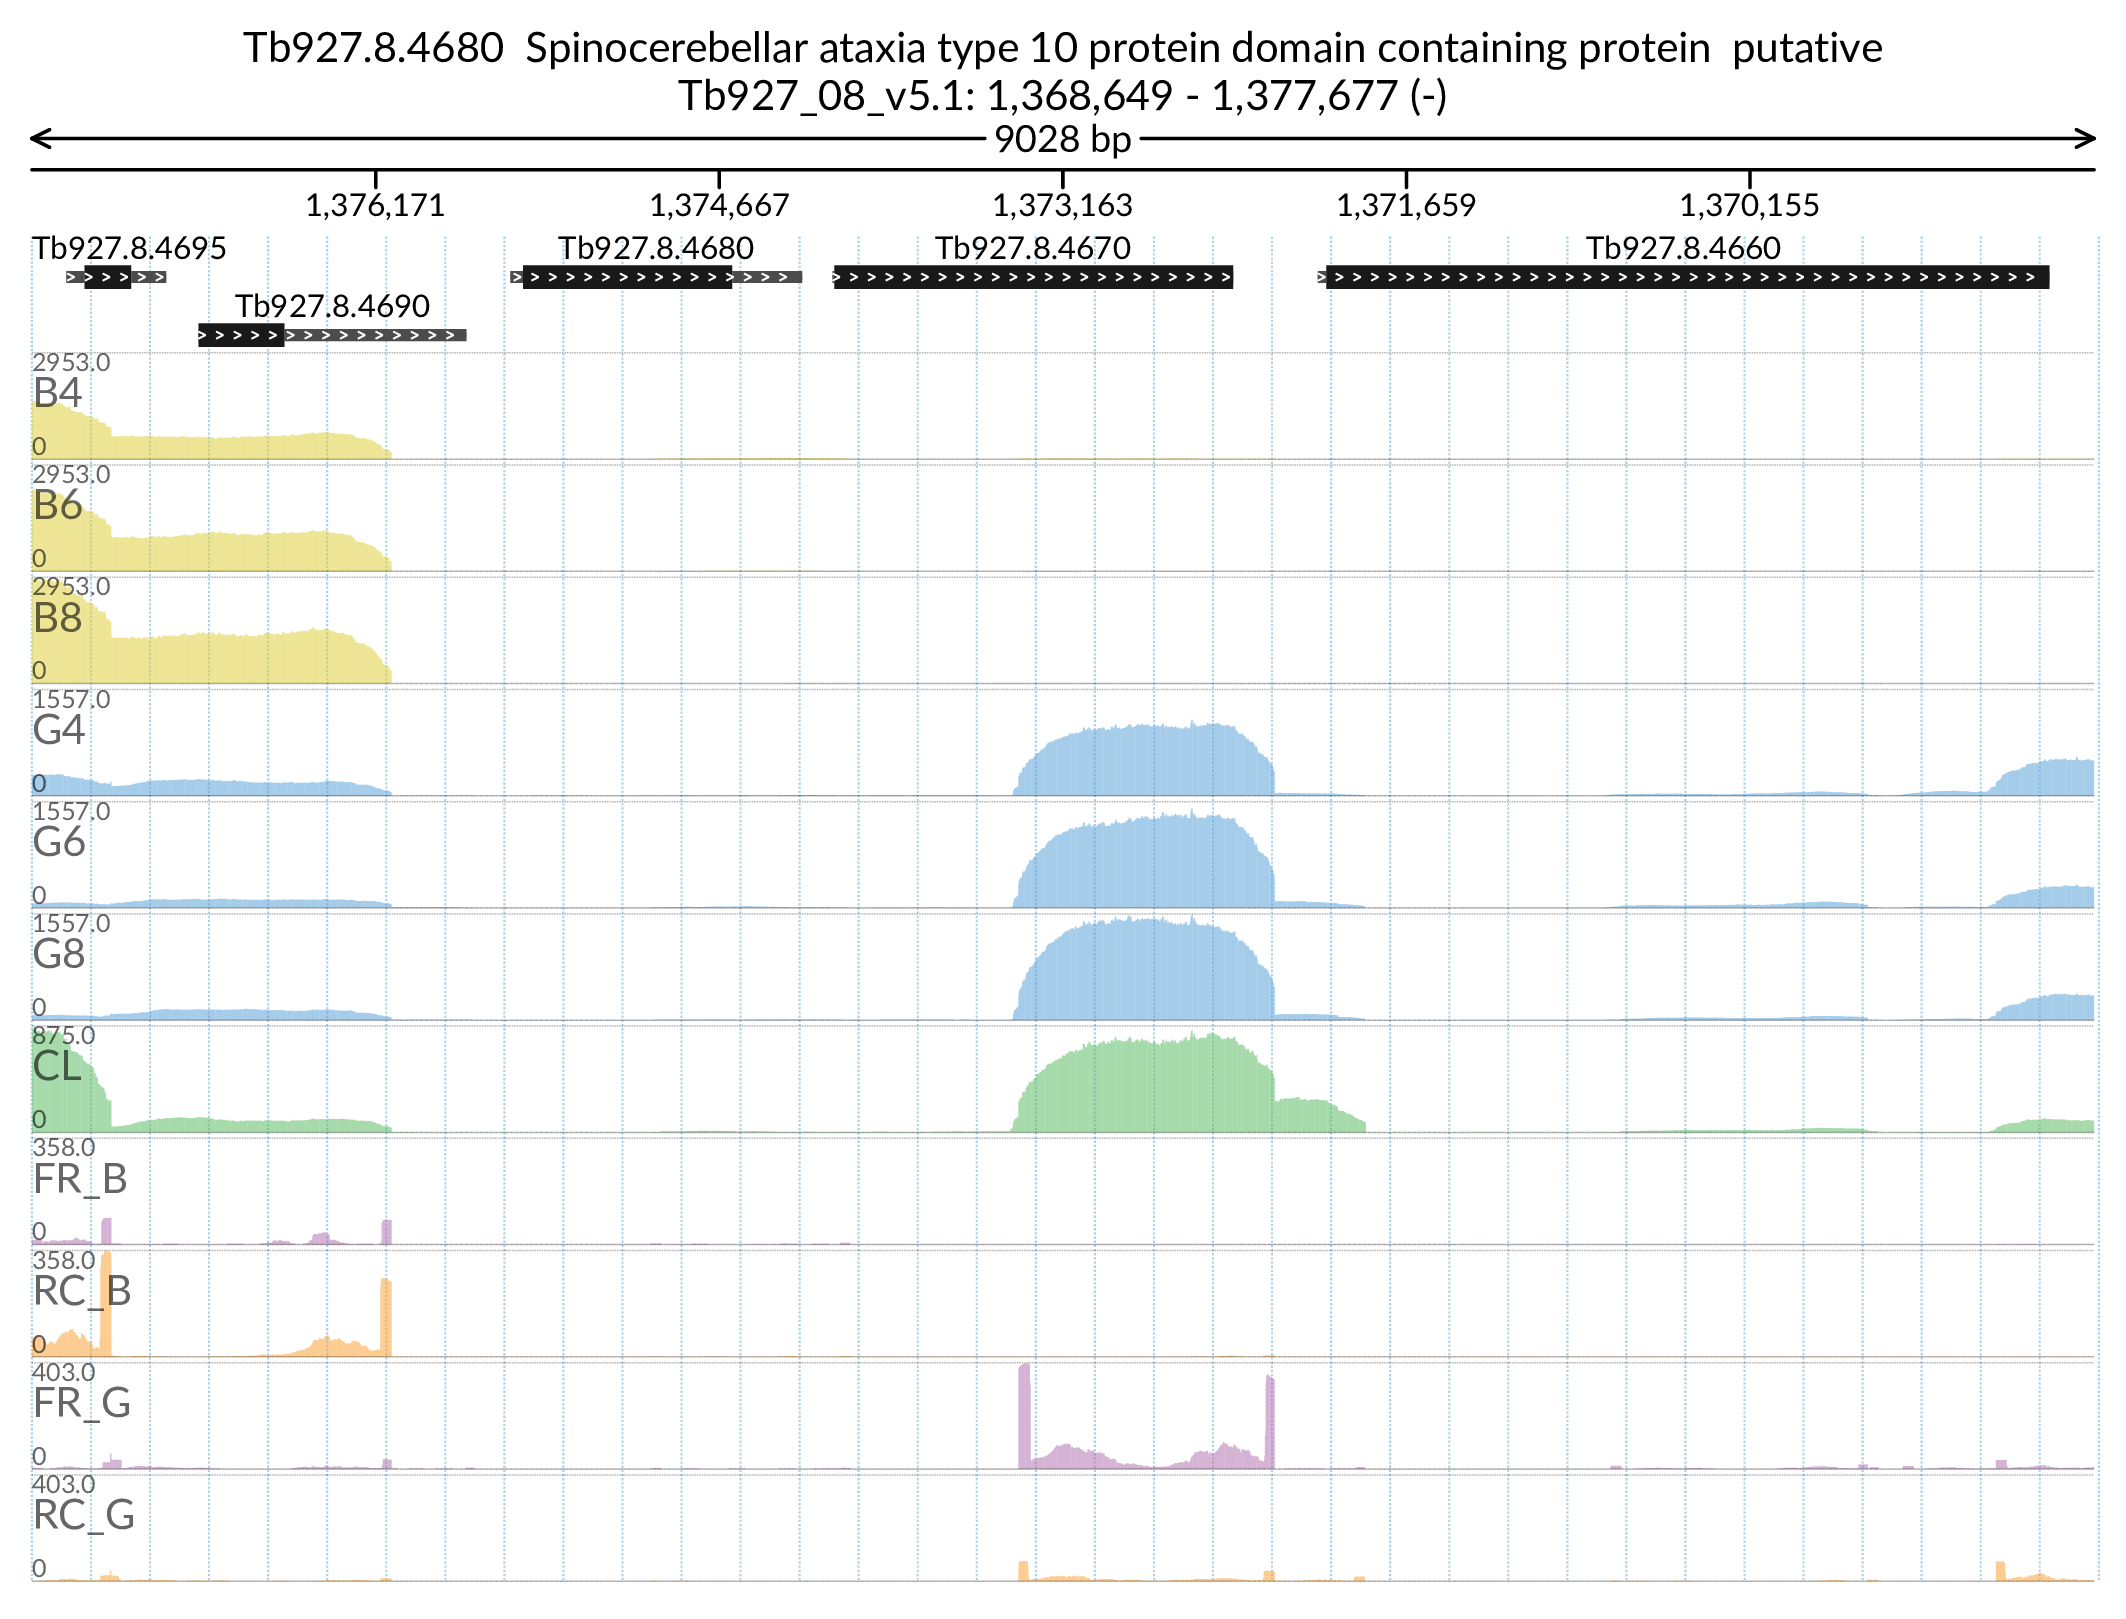 Tb927.8.4680 Spinocerebellar ataxia type 10 protein domain containing protein putative
Tb927_08_v5.1: 1,368,649 - 1,377,677 (-)
9028 bp
1,376,171 1,374,667 1,373,163 1,371,659 1,370,155
Tb927.8.4695 Tb927.8.4680 Tb927.8.4670 Tb927.8.4660
Tb927.8.4690
2953.0
B4
0
2953.0
B6
0
2953.0
B8
0
1557.0
G4
0
1557.0
G6
0
1557.0
G8
0
875.0
CL
0
358.0
FR_B
0
358.0
RC_B
0
403.0
FR_G
0
403.0
RC_G
0